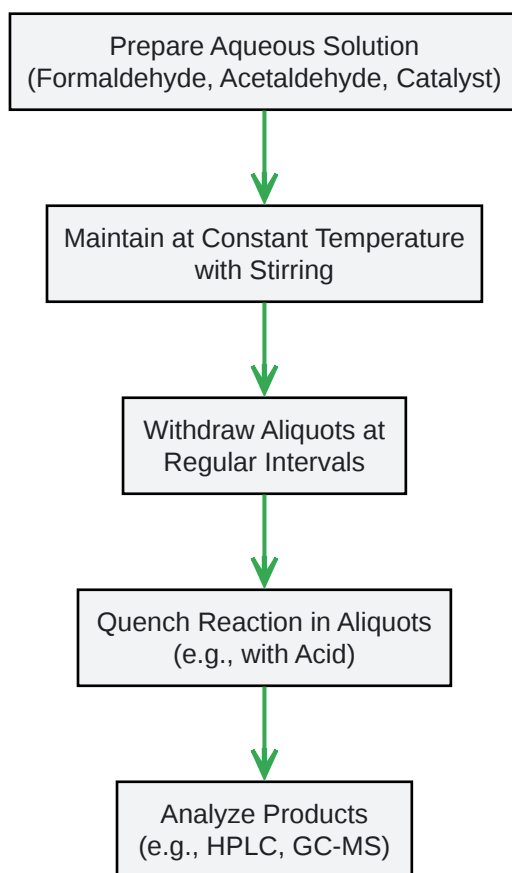 Prepare Aqueous Solution
(Formaldehyde, Acetaldehyde, Catalyst)
Maintain at Constant Temperature
with Stirring
Withdraw Aliquots at
Regular Intervals
Quench Reaction in Aliquots
(e.g., with Acid)
Analyze Products
(e.g., HPLC, GC-MS)